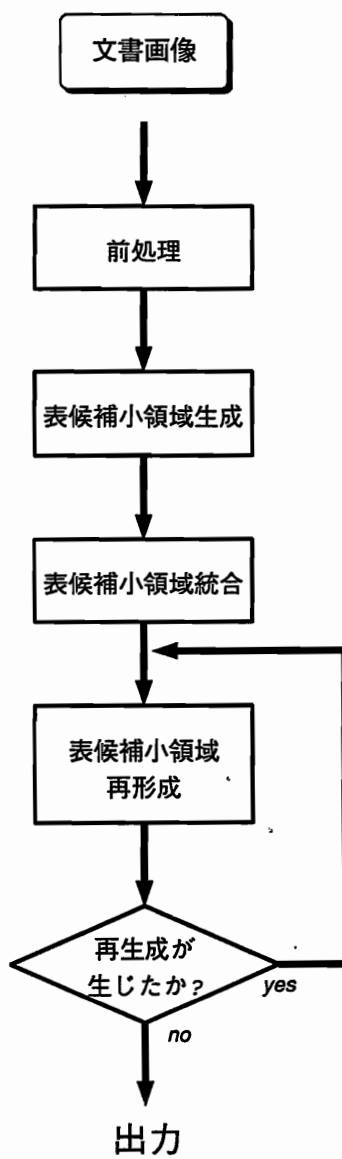 文書画像
前処理
表候補小領域生成
表候補小領域統合
表候補小領域
再形成
再生成が
生じたか?
yes
no
出力